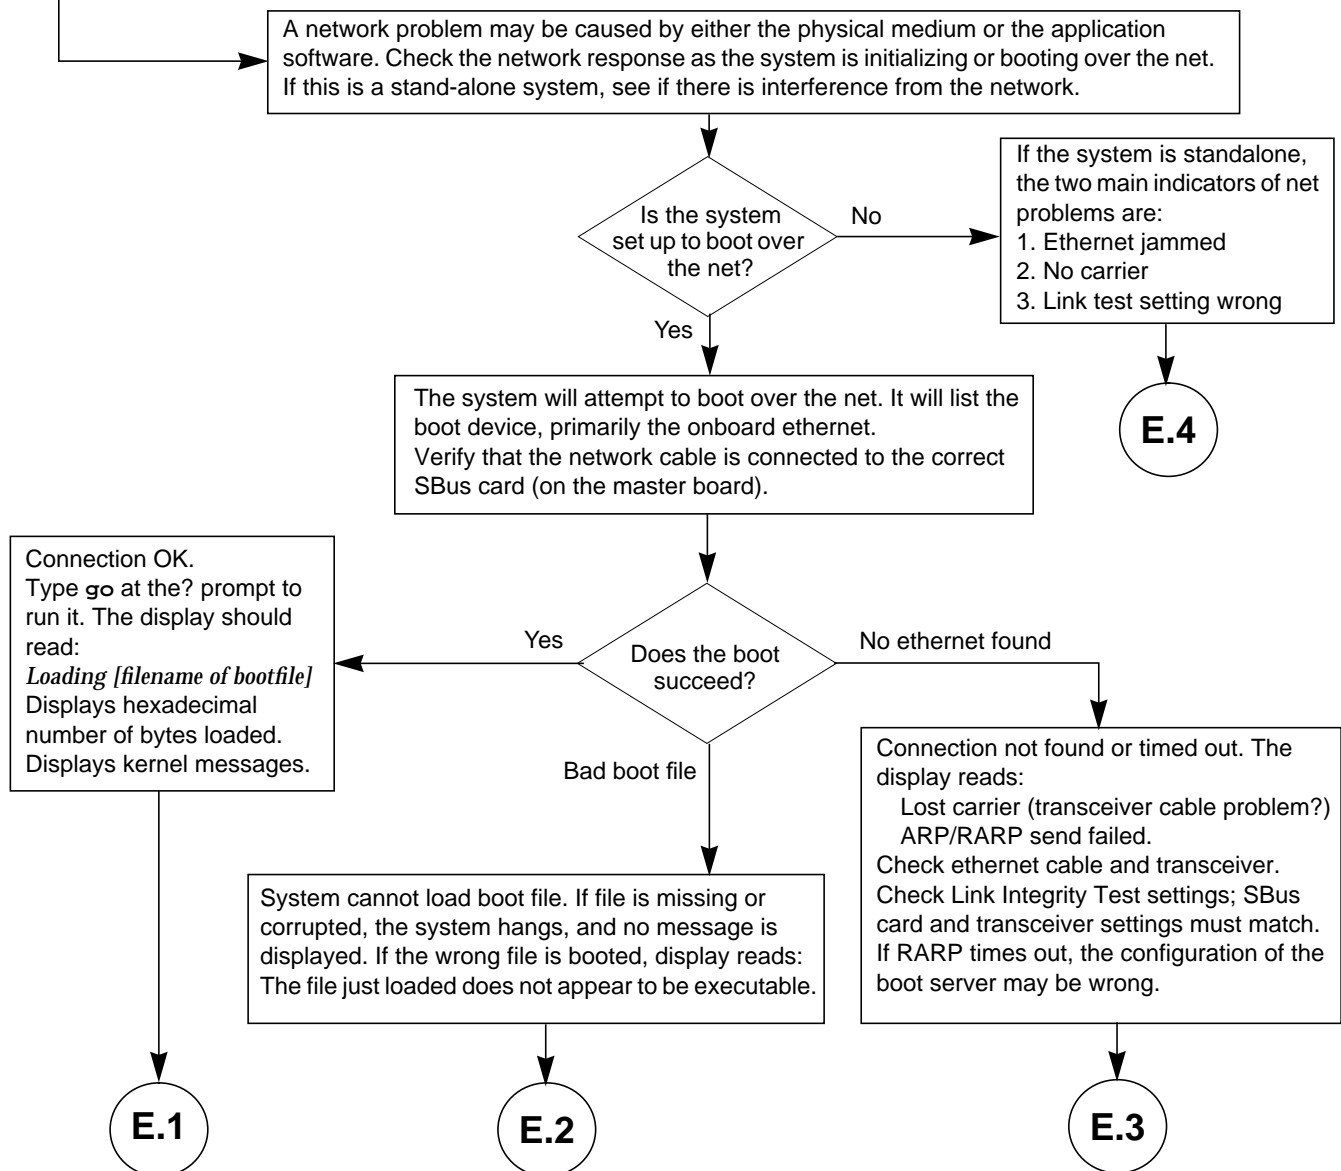 A network problem may be caused by either the physical medium or the application
software. Check the network response as the system is initializing or booting over the net.
If this is a stand-alone system, see if there is interference from the network.
Is the system
set up to boot over
the net?
No
If the system is standalone,
the two main indicators of net
problems are:
1. Ethernet jammed
2. No carrier
3. Link test setting wrong
E.4
Yes
The system will attempt to boot over the net. It will list the
boot device, primarily the onboard ethernet.
Verify that the network cable is connected to the correct
SBus card (on the master board).
Does the boot
succeed?
Yes
Connection OK.
Type go at the? prompt to
run it. The display should
read:
Loading [filename of bootfile]
Displays hexadecimal
number of bytes loaded.
Displays kernel messages.
E.1
Bad boot file
System cannot load boot file. If file is missing or
corrupted, the system hangs, and no message is
displayed. If the wrong file is booted, display reads:
The file just loaded does not appear to be executable.
E.2
No ethernet found
Connection not found or timed out. The
display reads:
Lost carrier (transceiver cable problem?)
ARP/RARP send failed.
Check ethernet cable and transceiver.
Check Link Integrity Test settings; SBus
card and transceiver settings must match.
If RARP times out, the configuration of the
boot server may be wrong.
E.3